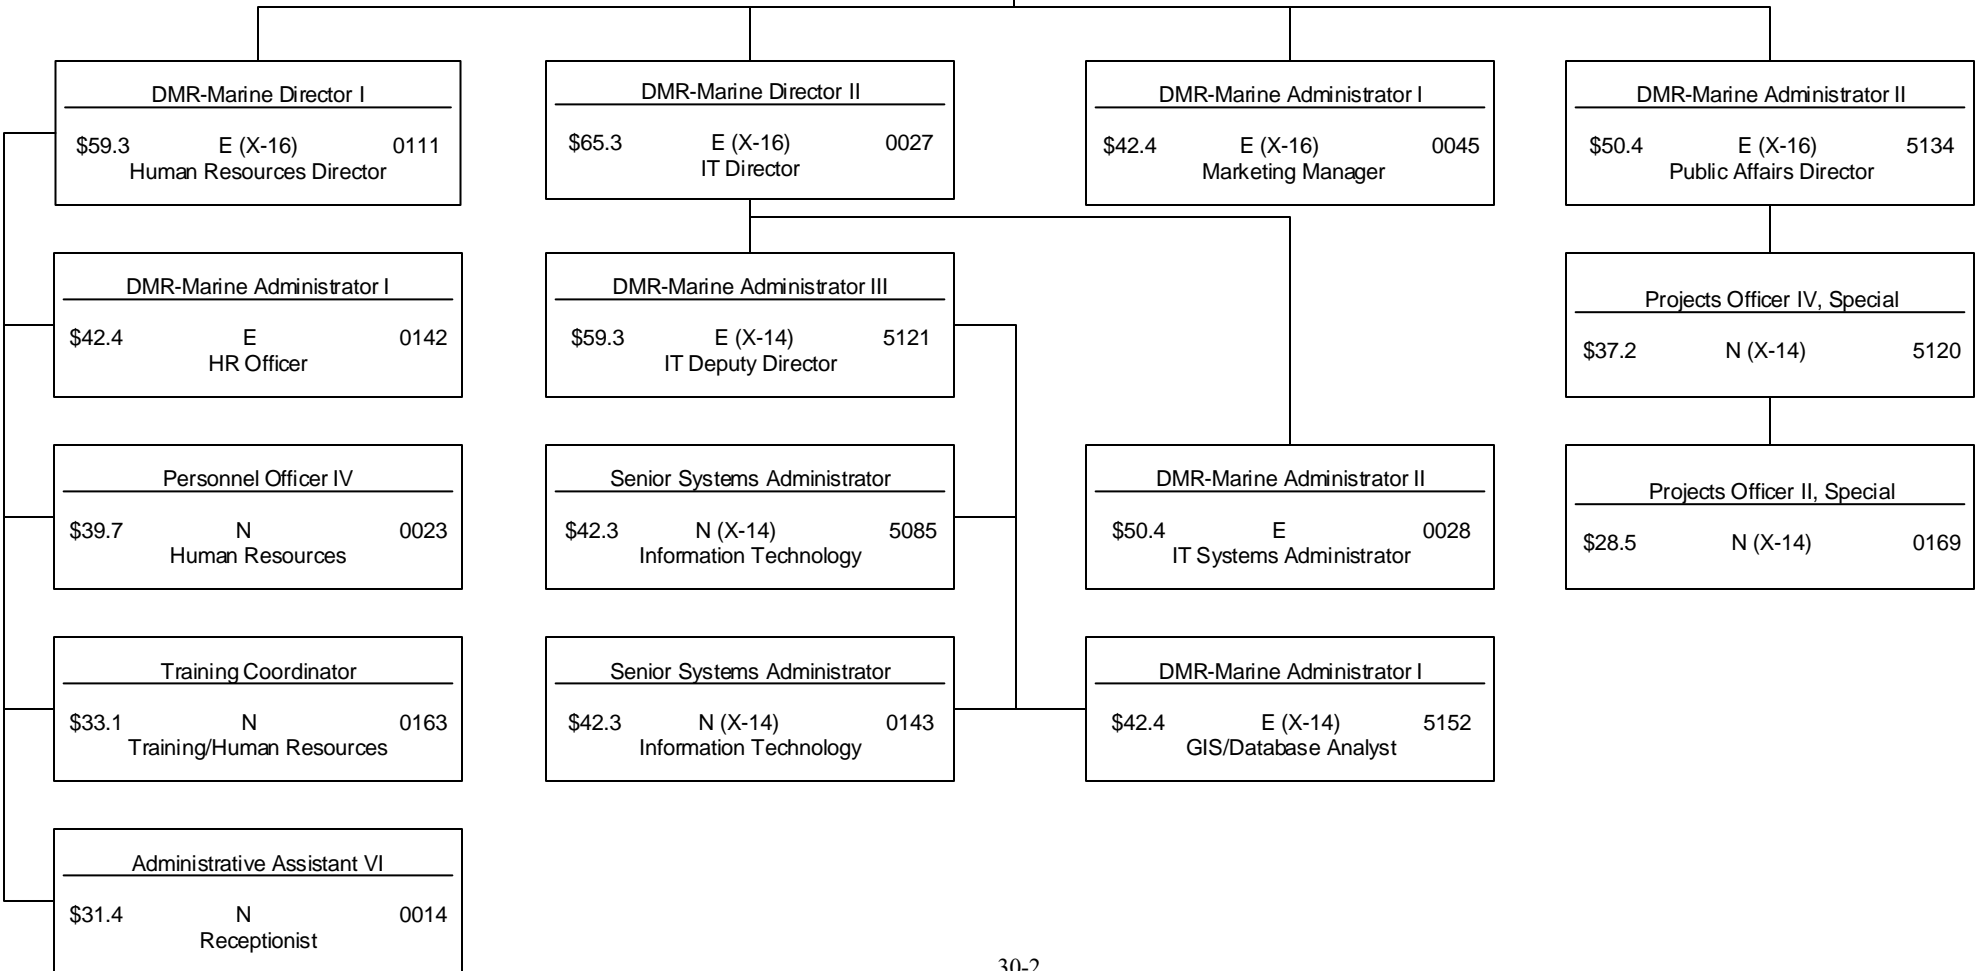 DMR-Marine Director I
$59.3 E (X-16) 0111
Human Resources Director
DMR-Marine Director II
$65.3 E (X-16) 0027
IT Director
DMR-Marine Administrator I
$42.4 E (X-16) 0045
Marketing Manager
DMR-Marine Administrator II
$50.4 E (X-16) 5134
Public Affairs Director
DMR-Marine Administrator I
$42.4 E 0142
HR Officer
DMR-Marine Administrator III
$59.3 E (X-14) 5121
IT Deputy Director
Projects Officer IV, Special
$37.2 N (X-14) 5120
Personnel Officer IV
$39.7 N 0023
Human Resources
Senior Systems Administrator
$42.3 N (X-14) 5085
Information Technology
DMR-Marine Administrator II
$50.4 E 0028
IT Systems Administrator
Projects Officer II, Special
$28.5 N (X-14) 0169
Training Coordinator
$33.1 N 0163
Training/Human Resources
Senior Systems Administrator
$42.3 N (X-14) 0143
Information Technology
DMR-Marine Administrator I
$42.4 E (X-14) 5152
GIS/Database Analyst
Administrative Assistant VI
$31.4 N 0014
Receptionist
30-2